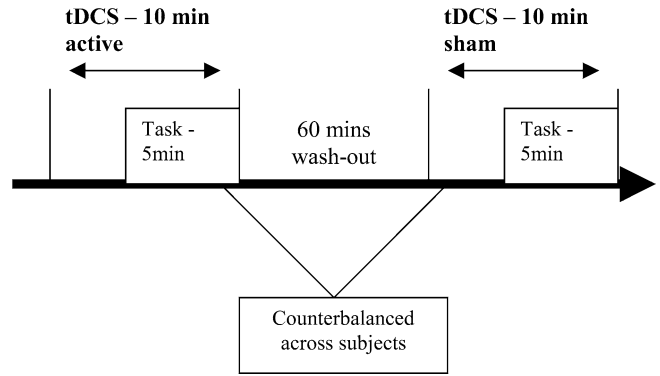 tDCS – 10 min
active
tDCS – 10 min
sham
Task -
5min
60 mins
wash-out
Task -
5min
Counterbalanced
across subjects